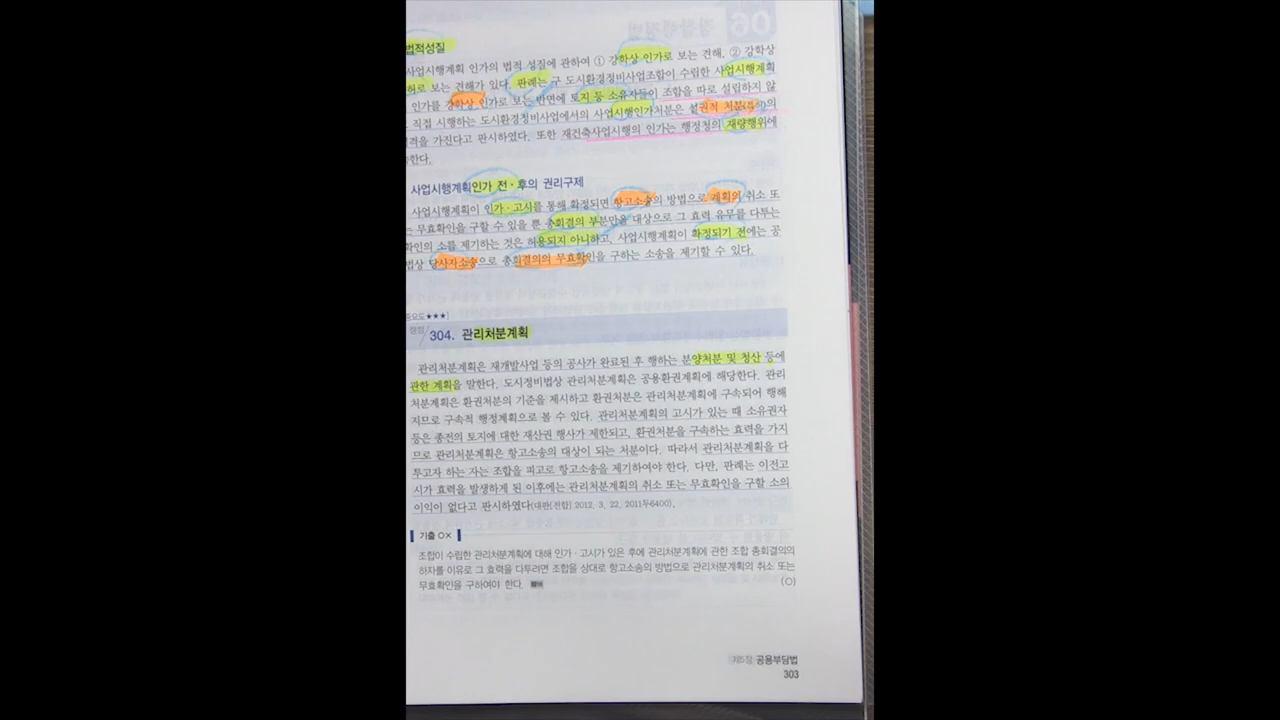 법적성질
사업시행계획 인가의 법적 성질에 관하여 ① 강학상 인가로 보는 견해, ② 강학상
허로 보는 견해가 있다. 판례는 구 도시환경정비사업조합이 수립한 사업시행계획
인가를 강학상 인가로 보는 반면에 토지 등 소유자들이 조합을 따로 설립하지 않
직접 시행하는 도시환경정비사업에서의 사업시행인가처분은 설권적 처분(특허)의
격을 가진다고 판시하였다. 또한 재건축사업시행의 인가는 행정청의 재량행위에
한다.
사업시행계획인가 전·후의 권리구제
사업시행계획이 인가·고시를 통해 확정되면 항고소송의 방법으로 계획의 취소 또
는 무효확인을 구할 수 있을 뿐 총회결의 부분만을 대상으로 그 효력 유무를 다투는
확인의 소를 제기하는 것은 허용되지 아니하고, 사업시행계획이 확정되기 전에는 공
법상 당사자소송으로 총회결의의 무효확인을 구하는 소송을 제기할 수 있다.
중요도★★★]
쟁점 304. 관리처분계획
관리처분계획은 재개발사업 등의 공사가 완료된 후 행하는 분양처분 및 청산 등에
관한 계획을 말한다. 도시정비법상 관리처분계획은 공용환권계획에 해당한다. 관리
처분계획은 환권처분의 기준을 제시하고 환권처분은 관리처분계획에 구속되어 행해
지므로 구속적 행정계획으로 볼 수 있다. 관리처분계획의 고시가 있는 때 소유권자
등은 종전의 토지에 대한 재산권 행사가 제한되고, 환권처분을 구속하는 효력을 가지
므로 관리처분계획은 항고소송의 대상이 되는 처분이다. 따라서 관리처분계획을 다
투고자 하는 자는 조합을 피고로 항고소송을 제기하여야 한다. 다만, 판례는 이전고
시가 효력을 발생하게 된 이후에는 관리처분계획의 취소 또는 무효확인을 구할 소의
이익이 없다고 판시하였다(대판[전합] 2012. 3. 22, 2011두6400).
기출 OX
조합이 수립한 관리처분계획에 대해 인가·고시가 있은 후에 관리처분계획에 관한 조합 총회결의의
하자를 이유로 그 효력을 다투려면 조합을 상대로 항고소송의 방법으로 관리처분계획의 취소 또는
무효확인을 구하여야 한다. (O)
제5장 공용부담법
303